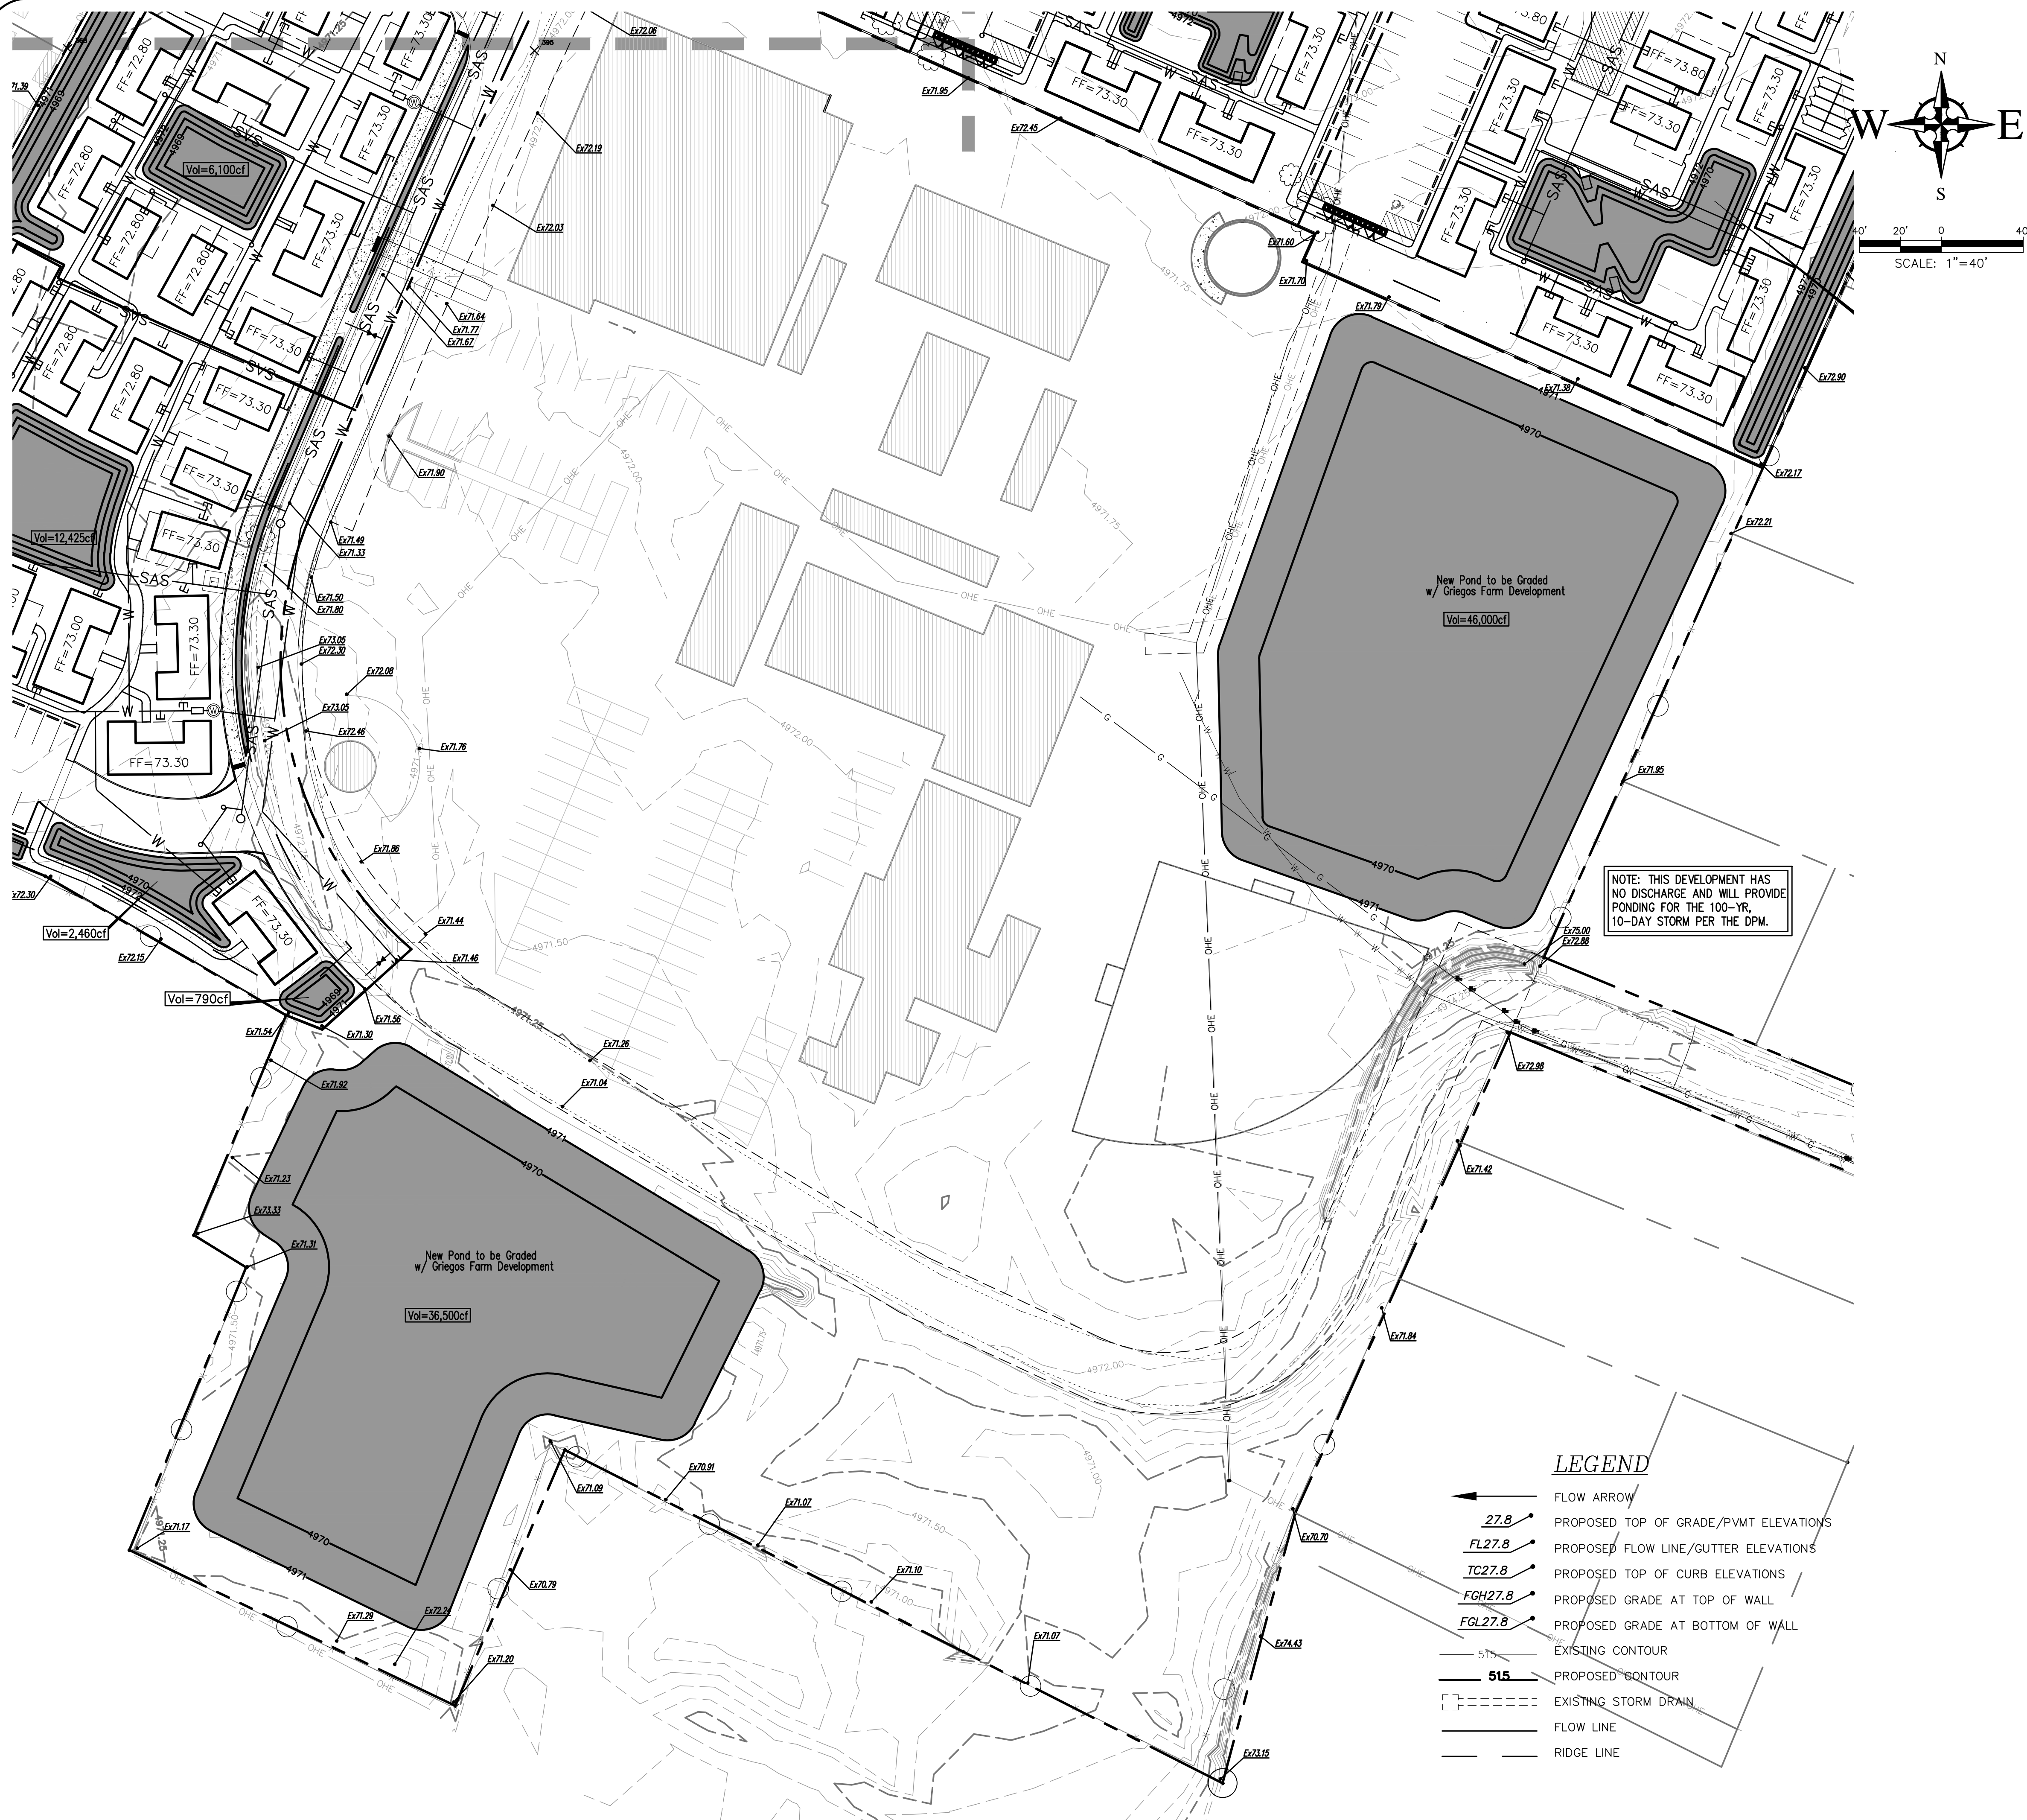 N
W
E
S
40'
20'
0
40'
SCALE: 1"=40'
Ex72.06
Ex71.95
Ex72.45
Ex72.19
Ex72.03
Ex71.64
Ex71.77
Ex71.67
Ex71.90
Ex71.49
Ex71.33
Ex71.50
Ex71.80
Ex73.05
Ex72.30
Ex72.08
Ex73.05
Ex72.46
Ex71.76
Ex71.86
Ex71.44
Ex71.46
Ex71.56
Ex71.30
Ex71.54
Ex72.15
Ex71.92
Ex71.26
Ex71.04
Ex71.23
Ex73.33
Ex71.31
Ex71.17
Ex71.29
Ex71.20
Ex70.79
Ex71.09
Ex70.91
Ex71.07
Ex71.10
Ex71.07
Ex73.15
Ex74.43
Ex70.70
Ex71.84
Ex71.42
Ex72.98
Ex75.00
Ex72.88
Ex71.95
Ex72.21
Ex72.17
Ex72.90
Ex71.38
Ex71.79
Ex71.70
Ex71.60
FF=72.80
FF=73.30
FF=73.80
FF=73.00
SAS
SVS
W
OHE
G
Vol=6,100cf
Vol=12,425cf
Vol=2,460cf
Vol=790cf
4972
4969
4970
4971
4971.25
4971.50
4971.75
4972.00
4971.00
4974.25
New Pond to be Graded
w/ Griegos Farm Development
Vol=46,000cf
New Pond to be Graded
w/ Griegos Farm Development
Vol=36,500cf
NOTE: THIS DEVELOPMENT HAS
NO DISCHARGE AND WILL PROVIDE
PONDING FOR THE 100-YR,
10-DAY STORM PER THE DPM.
LEGEND
FLOW ARROW
27.8 PROPOSED TOP OF GRADE/PVMT ELEVATIONS
FL27.8 PROPOSED FLOW LINE/GUTTER ELEVATIONS
TC27.8 PROPOSED TOP OF CURB ELEVATIONS
FGH27.8 PROPOSED GRADE AT TOP OF WALL
FGL27.8 PROPOSED GRADE AT BOTTOM OF WALL
515 EXISTING CONTOUR
515 PROPOSED CONTOUR
EXISTING STORM DRAIN
FLOW LINE
RIDGE LINE